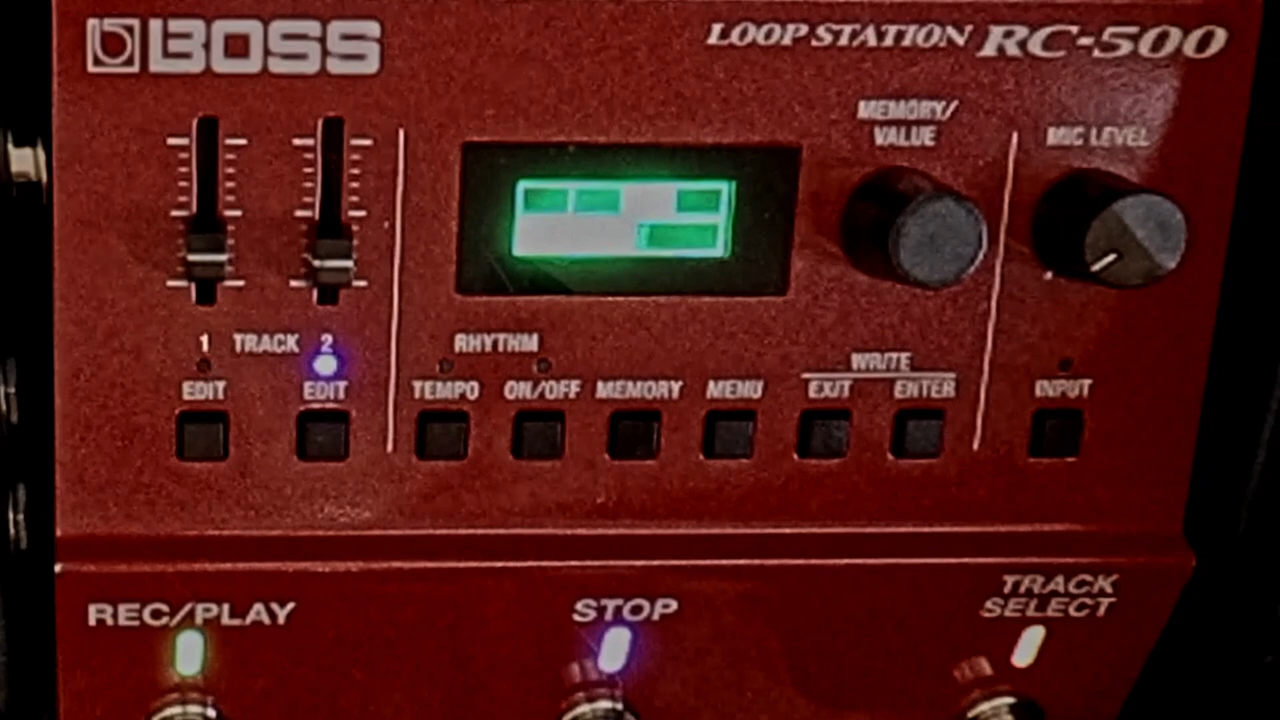 BOSS
LOOP STATION RC-500
MEMORY/
VALUE
MIC LEVEL
1 TRACK 2
RHYTHM
WRITE
EDIT
EDIT
TEMPO
ON/OFF
MEMORY
MENU
EXIT
ENTER
INPUT
REC/PLAY
STOP
TRACK
SELECT